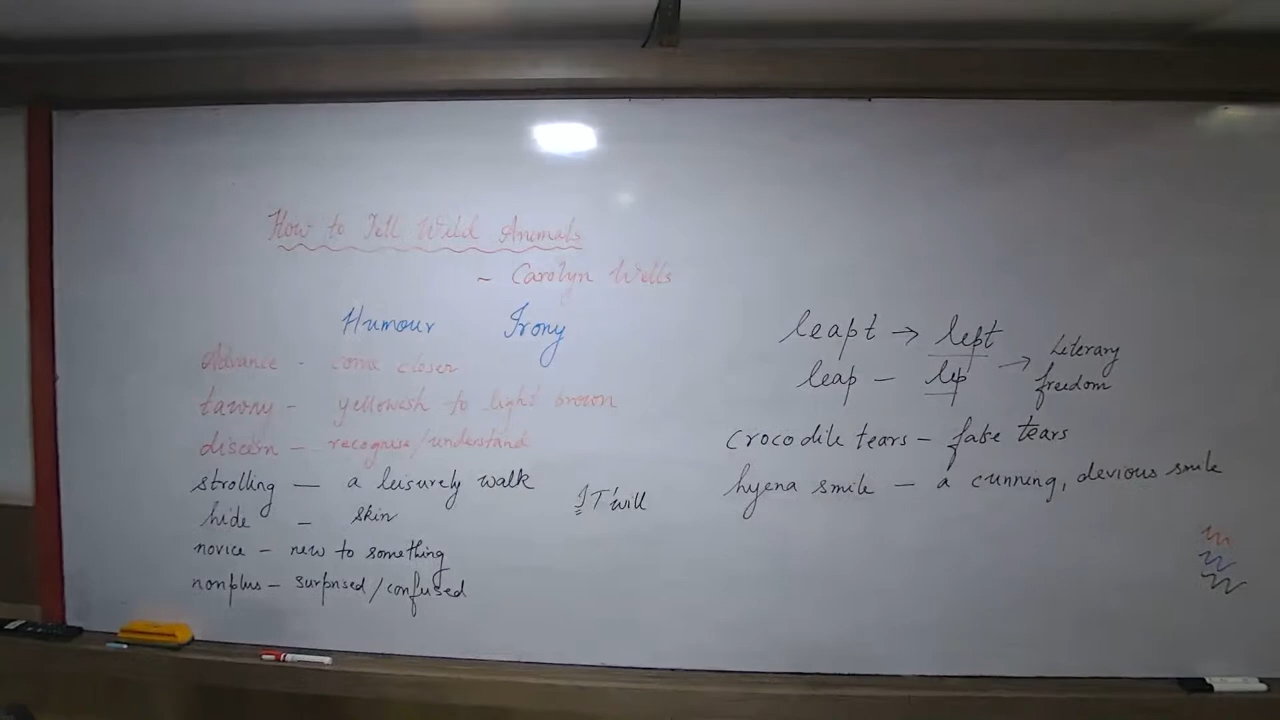 How to Tell Wild Animals
~ Carolyn Wells
Humour Irony
Advance - come closer
tawny - yellowish to light brown
discern - recognise/understand
strolling - a leisurely walk
hide - skin
novice - new to something
nonplus - surprised/confused
IT'will
leapt → lept
leap - lep → Literary freedom
crocodile tears - false tears
hyena smile - a cunning, devious smile